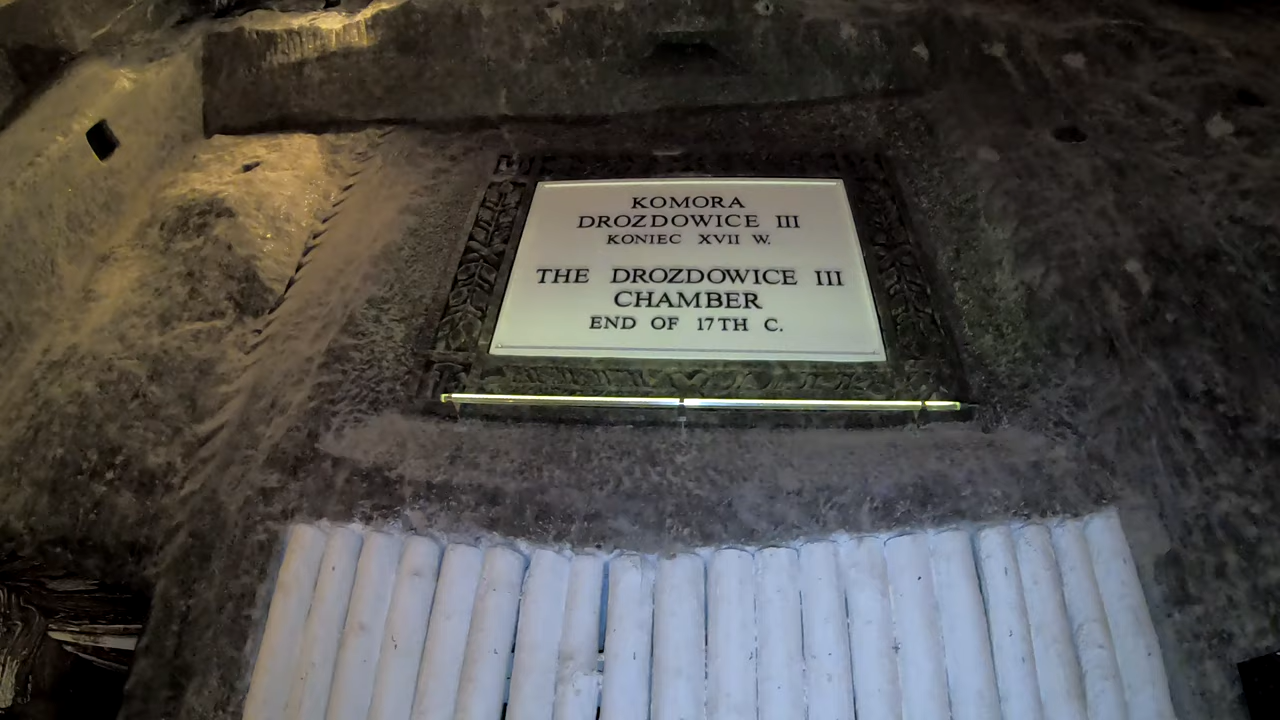 KOMORA
DROZDOWICE III
KONIEC XVII W.
THE DROZDOWICE III
CHAMBER
END OF 17TH C.